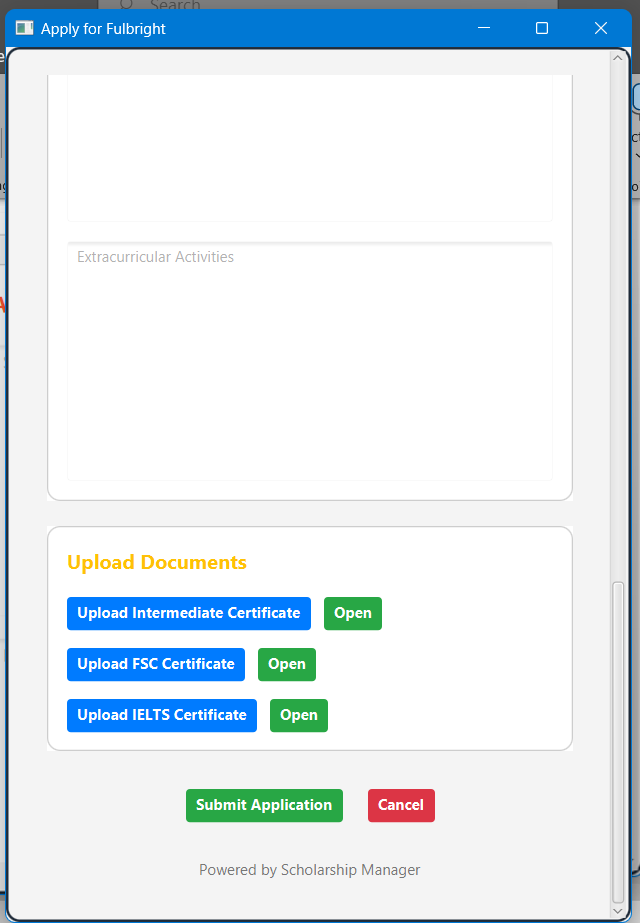 Search
Apply for Fulbright
Extracurricular Activities
Upload Documents
Upload Intermediate Certificate Open
Upload FSC Certificate Open
Upload IELTS Certificate Open
Submit Application Cancel
Powered by Scholarship Manager